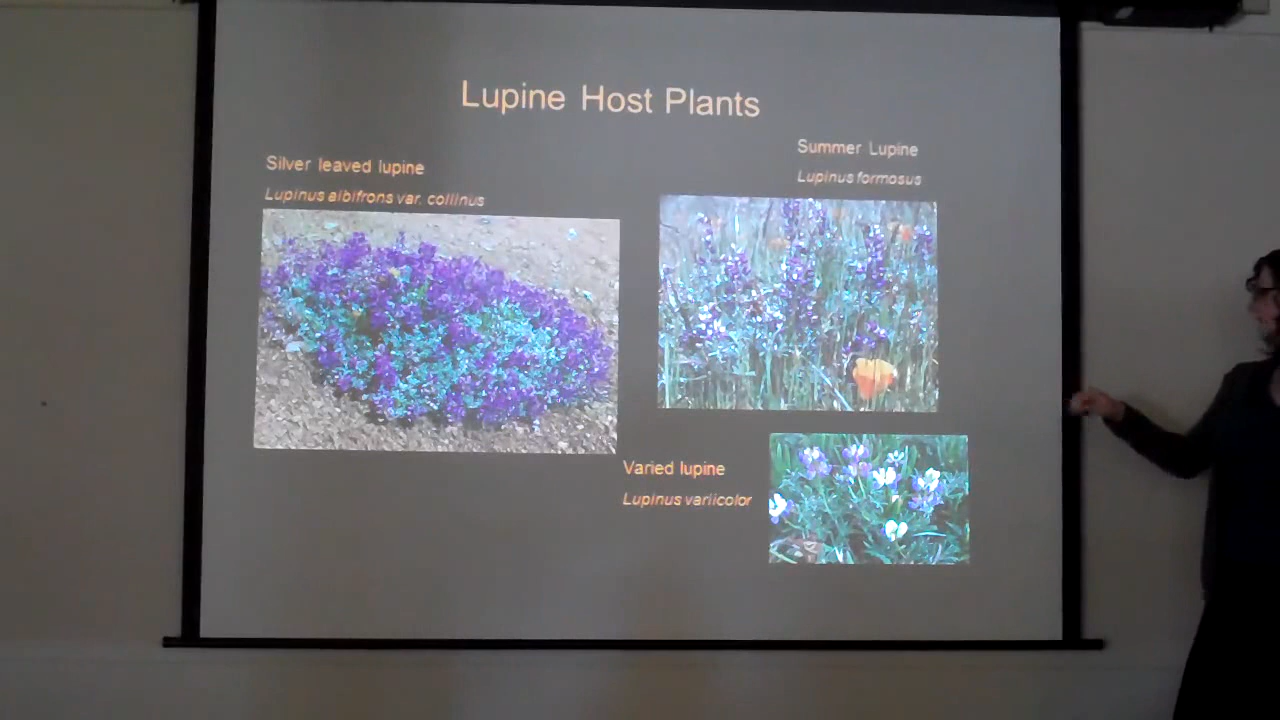 Lupine Host Plants
Silver leaved lupine
Lupinus albifrons var. collinus
Summer Lupine
Lupinus formosus
Varied lupine
Lupinus variicolor